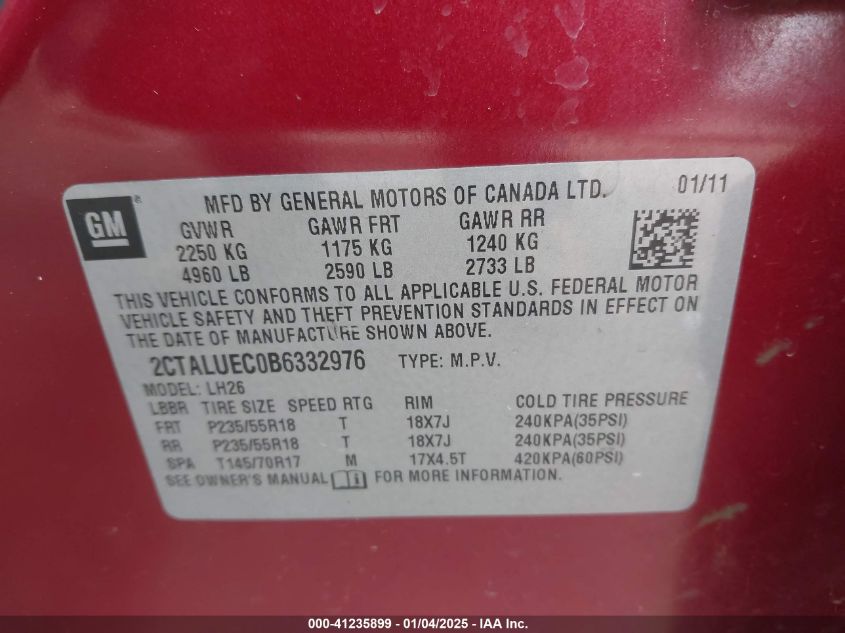 GM
MFD BY GENERAL MOTORS OF CANADA LTD. 01/11
GVWR GAWR FRT GAWR RR
2250 KG 1175 KG 1240 KG
4960 LB 2590 LB 2733 LB
THIS VEHICLE CONFORMS TO ALL APPLICABLE U.S. FEDERAL MOTOR
VEHICLE SAFETY AND THEFT PREVENTION STANDARDS IN EFFECT ON
THE DATE OF MANUFACTURE SHOWN ABOVE.
2CTALUEC0B6332976 TYPE: M.P.V.
MODEL: LH26
LBBR TIRE SIZE SPEED RTG RIM COLD TIRE PRESSURE
FRT P235/55R18 T 18X7J 240KPA(35PSI)
RR P235/55R18 T 18X7J 240KPA(35PSI)
SPA T145/70R17 M 17X4.5T 420KPA(60PSI)
SEE OWNER'S MANUAL FOR MORE INFORMATION.
000-41235899 - 01/04/2025 - IAA Inc.